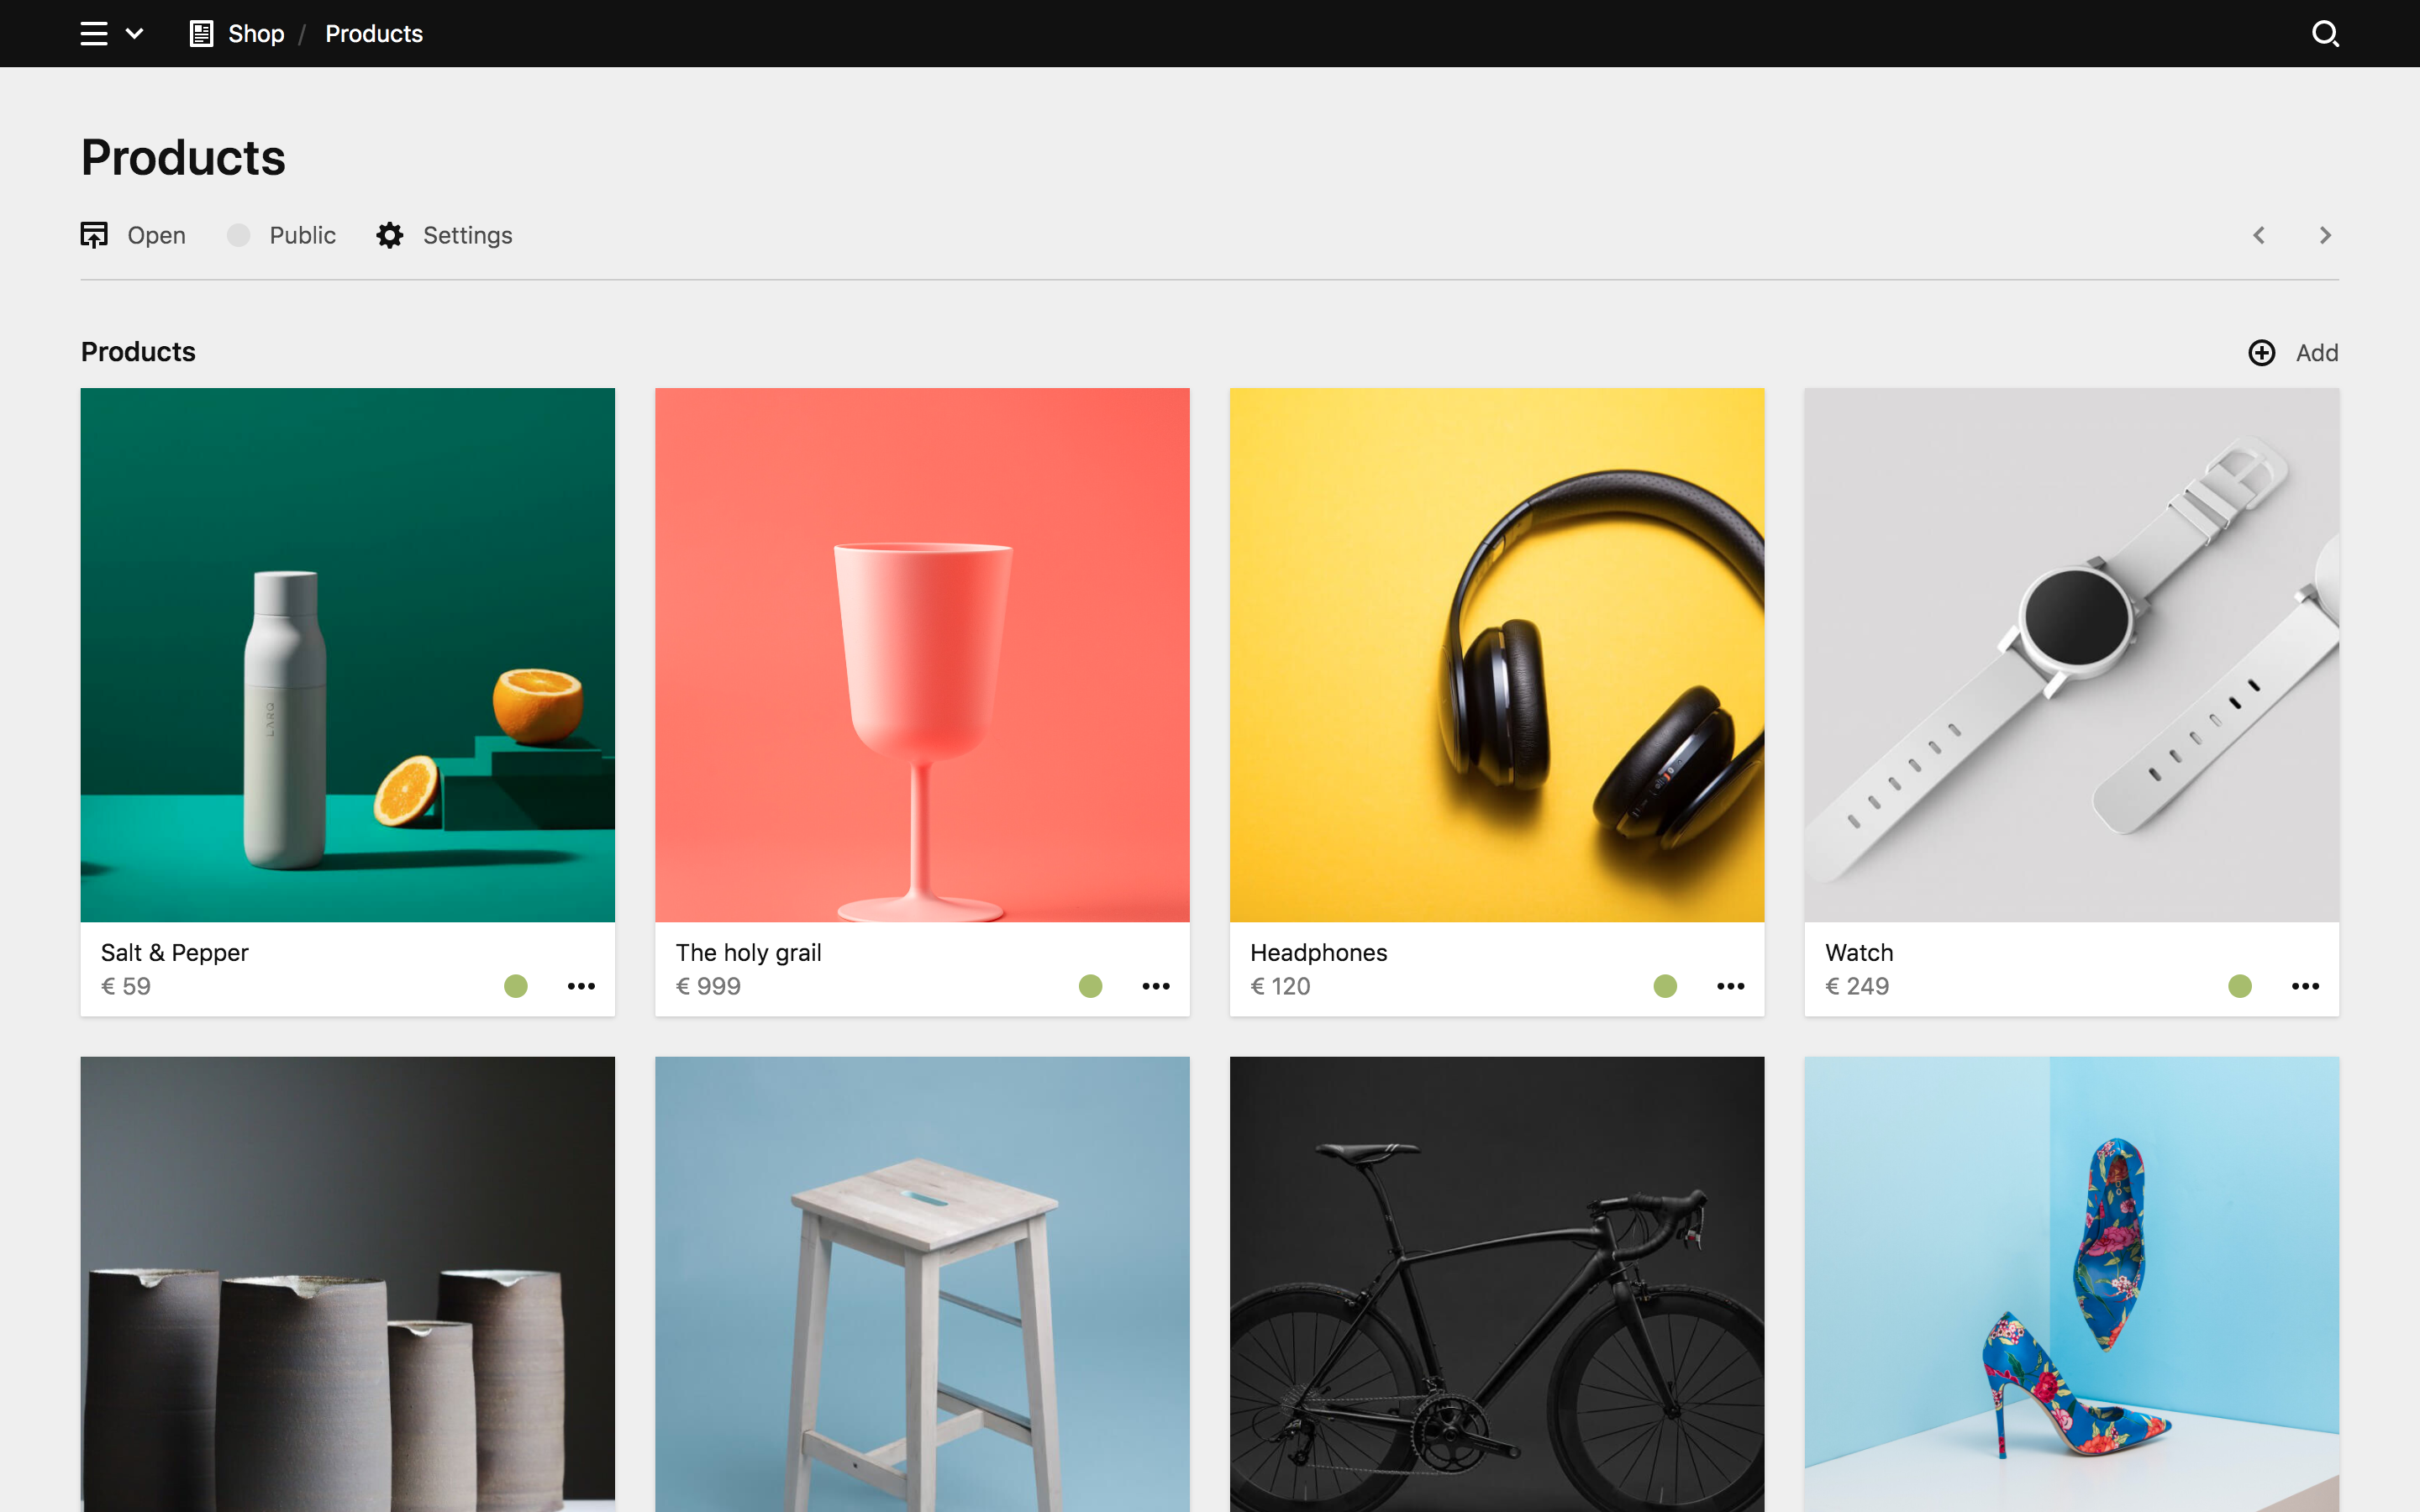 Shop / Products
Products
Open Public Settings
Products
Add
LARQ
Salt & Pepper
€ 59
The holy grail
€ 999
Headphones
€ 120
Watch
€ 249